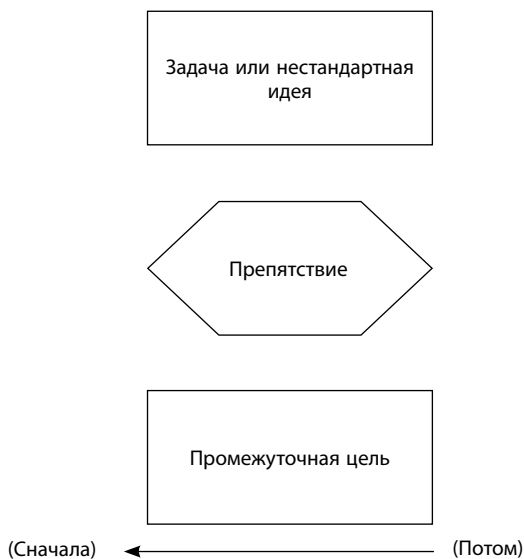 Задача или нестандартная
идея
Препятствие
Промежуточная цель
(Сначала) (Потом)